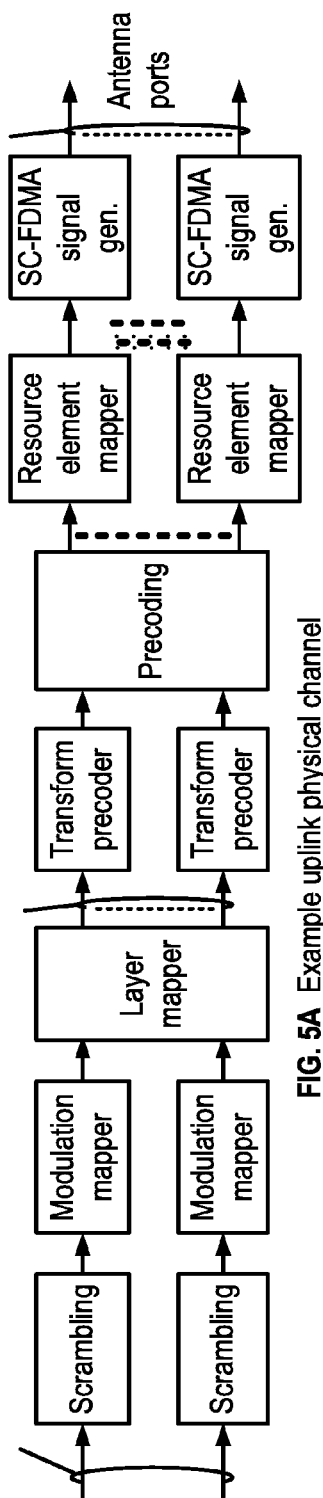 Scrambling
Modulation
mapper
Layer
mapper
Transform
precoder
Precoding
Resource
element
mapper
SC-FDMA
signal
gen.
Antenna
ports
Scrambling
Modulation
mapper
Transform
precoder
Resource
element
mapper
SC-FDMA
signal
gen.
FIG. 5A Example uplink physical channel